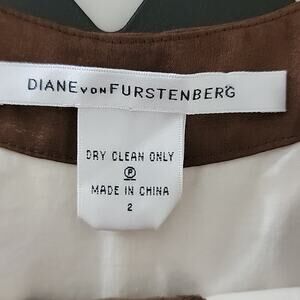 DIANE VON FURSTENBERG
DRY CLEAN ONLY
Ⓟ
MADE IN CHINA
2